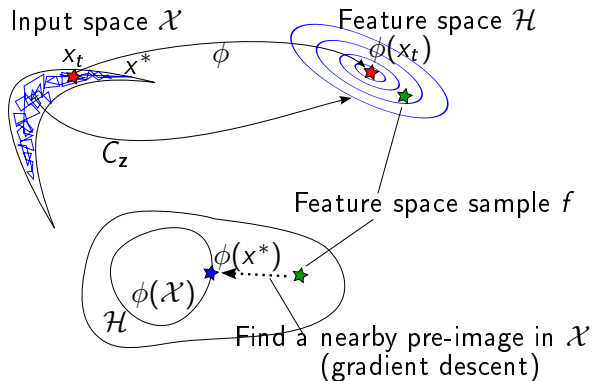 Input space 𝒳
Feature space ℋ
x_t
x*
ϕ
ϕ(x_t)
C_𝐳
Feature space sample f
ϕ(x*)
ϕ(𝒳)
ℋ
Find a nearby pre-image in 𝒳
(gradient descent)